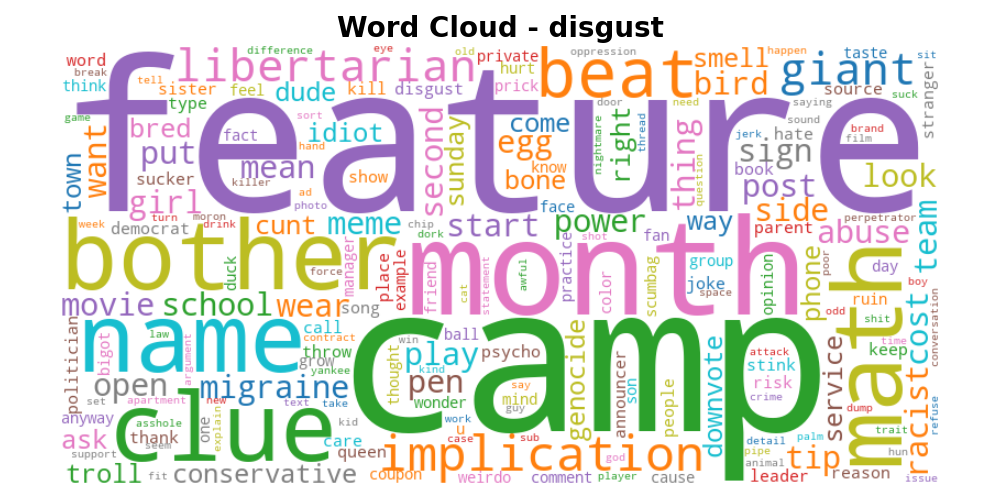 Word Cloud - disgust
word difference eye old private oppression happen taste sit
break libertarian beat smell giant
think sister feel dude kill disgust hurt prick bird source suck
tell type feature door need saying stranger
game bred fact sort idiot hand second sunday come egg nightmare right thread thing sound jerk hate brand film
town want put mean show know bone question book sign look
sucker killer ad photo face post
girl
week turn moron drink cunt meme start power way side perpetrator
democrat chip dork fan parent abuse team
bother duck force manager place example friend month cat statement awful practice shot color scumbag group joke space opinion phone poor day
odd boy
movie school wear song ruin
politician law name call contract win ball camp genocide math shit racistcost conversation
bigot argument throw yankee grow thought play psycho announcer downvote attack stink keep time
open migraine kind pen say mind son people risk crime service dump
set apartment new text take wonder guy
anyway asshole clue one explain kid u work sub detail palm trait refuse
ask thank care case implication god pipe tip hun
support seem queen animal
troll fit conservative coupon weirdo comment player cause leader reason issue